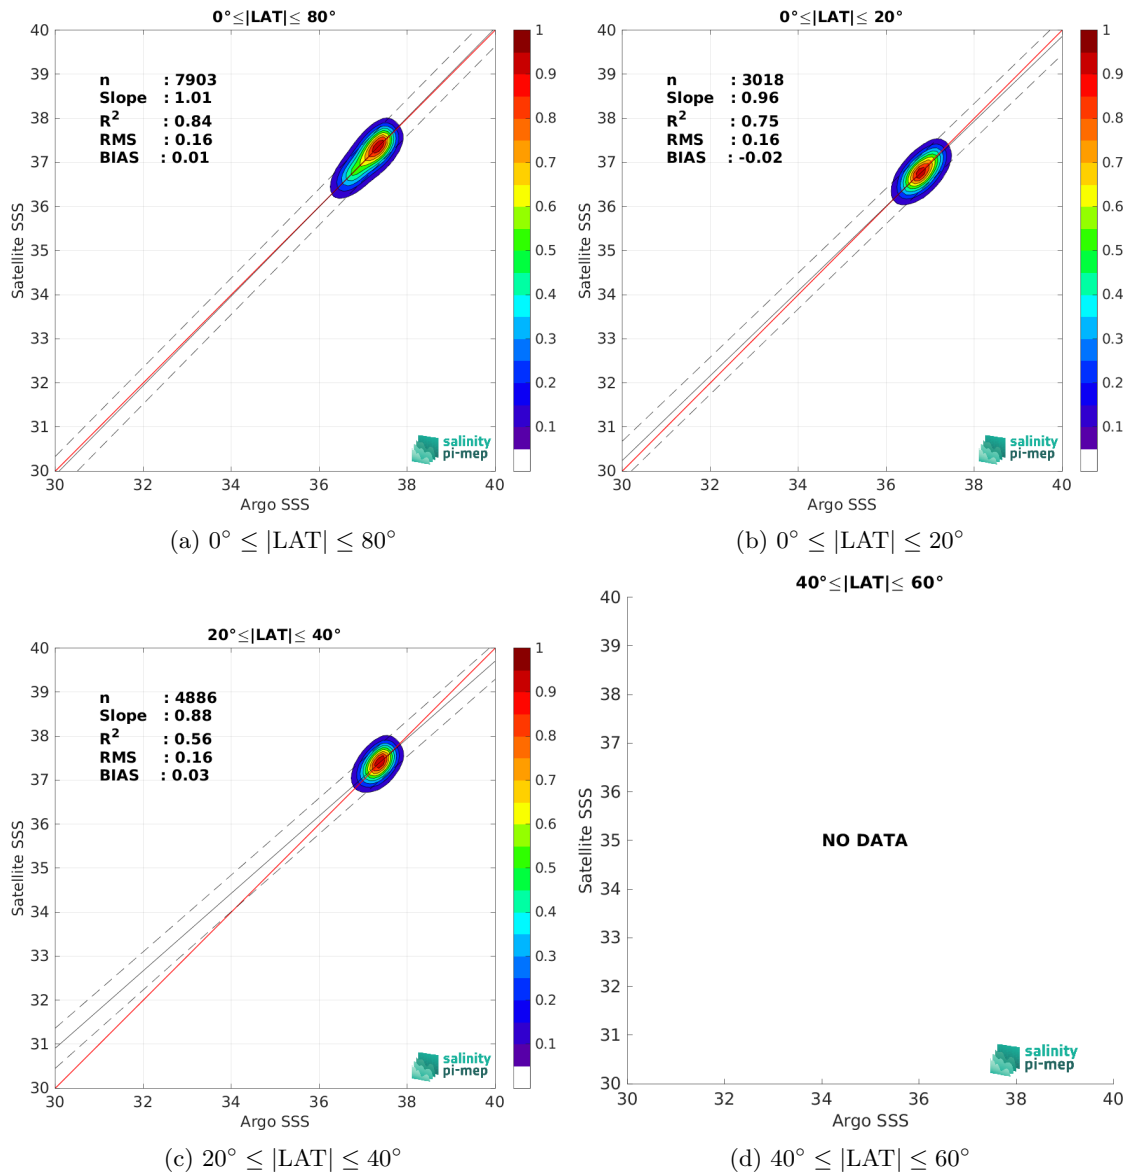 0°≤|LAT|≤ 80°
40
39
38
37
36
35
34
33
32
31
30
30 32 34 36 38 40
Satellite SSS
Argo SSS
n : 7903
Slope : 1.01
R² : 0.84
RMS : 0.16
BIAS : 0.01
1
0.9
0.8
0.7
0.6
0.5
0.4
0.3
0.2
0.1
salinity
pi-mep
(a) 0° ≤ |LAT| ≤ 80°
0°≤|LAT|≤ 20°
40
39
38
37
36
35
34
33
32
31
30
30 32 34 36 38 40
Satellite SSS
Argo SSS
n : 3018
Slope : 0.96
R² : 0.75
RMS : 0.16
BIAS : -0.02
1
0.9
0.8
0.7
0.6
0.5
0.4
0.3
0.2
0.1
salinity
pi-mep
(b) 0° ≤ |LAT| ≤ 20°
20°≤|LAT|≤ 40°
40
39
38
37
36
35
34
33
32
31
30
30 32 34 36 38 40
Satellite SSS
Argo SSS
n : 4886
Slope : 0.88
R² : 0.56
RMS : 0.16
BIAS : 0.03
1
0.9
0.8
0.7
0.6
0.5
0.4
0.3
0.2
0.1
salinity
pi-mep
(c) 20° ≤ |LAT| ≤ 40°
40°≤|LAT|≤ 60°
40
39
38
37
36
35
34
33
32
31
30
30 32 34 36 38 40
Satellite SSS
Argo SSS
NO DATA
salinity
pi-mep
(d) 40° ≤ |LAT| ≤ 60°